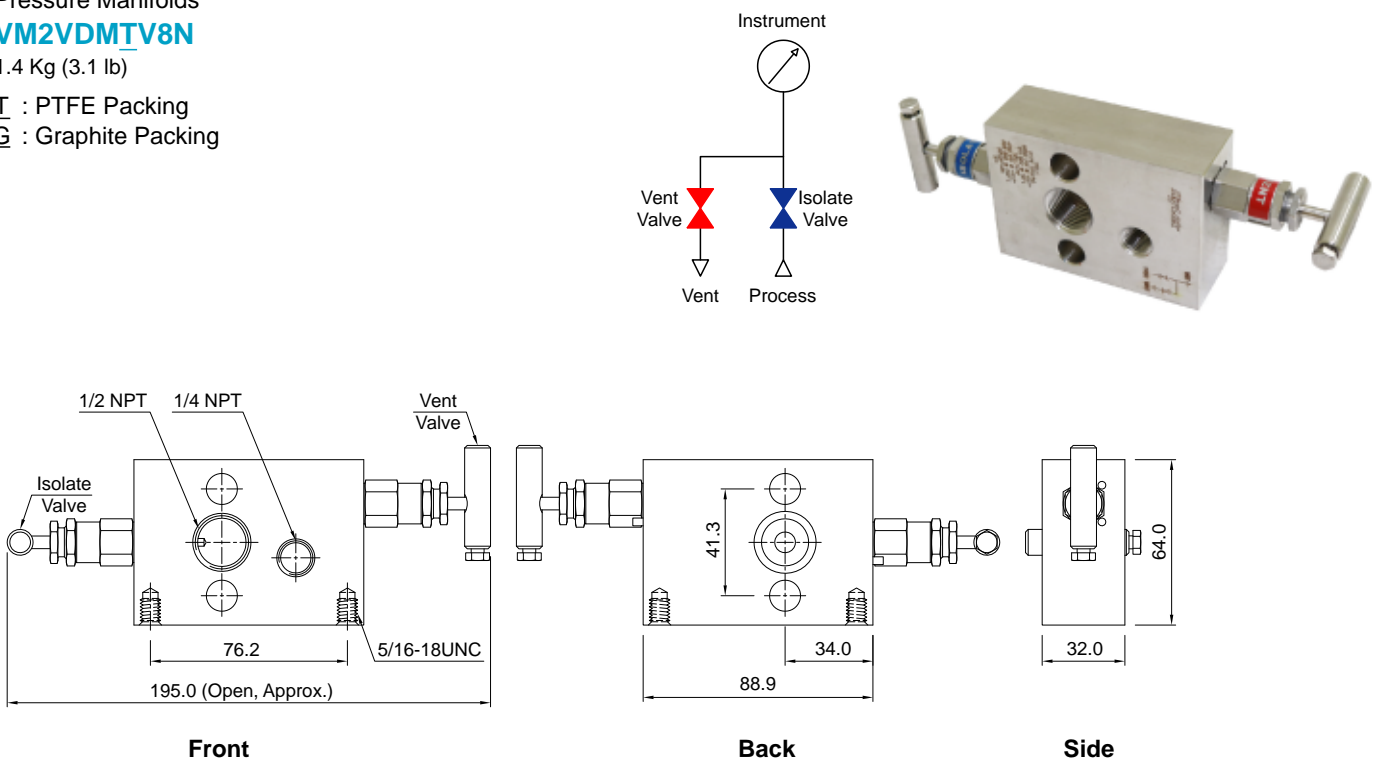 Pressure Manifolds
VM2VDMTV8N
1.4 Kg (3.1 lb)
T : PTFE Packing
G : Graphite Packing
Instrument
Vent
Valve
Isolate
Valve
Vent
Process
VENT
1/2 NPT
1/4 NPT
Vent
Valve
Isolate
Valve
76.2
5/16-18UNC
195.0 (Open, Approx.)
41.3
34.0
88.9
64.0
32.0
Front
Back
Side